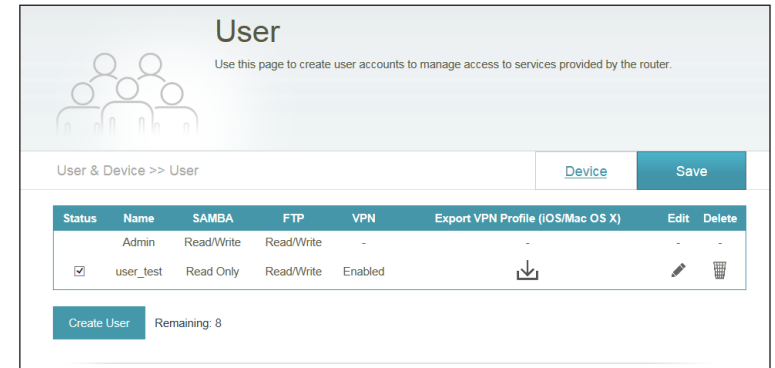 User
Use this page to create user accounts to manage access to services provided by the router.
User & Device >> User
Device
Save
Status Name SAMBA FTP VPN Export VPN Profile (iOS/Mac OS X) Edit Delete
Admin Read/Write Read/Write - - - -
user_test Read Only Read/Write Enabled
Create User Remaining: 8